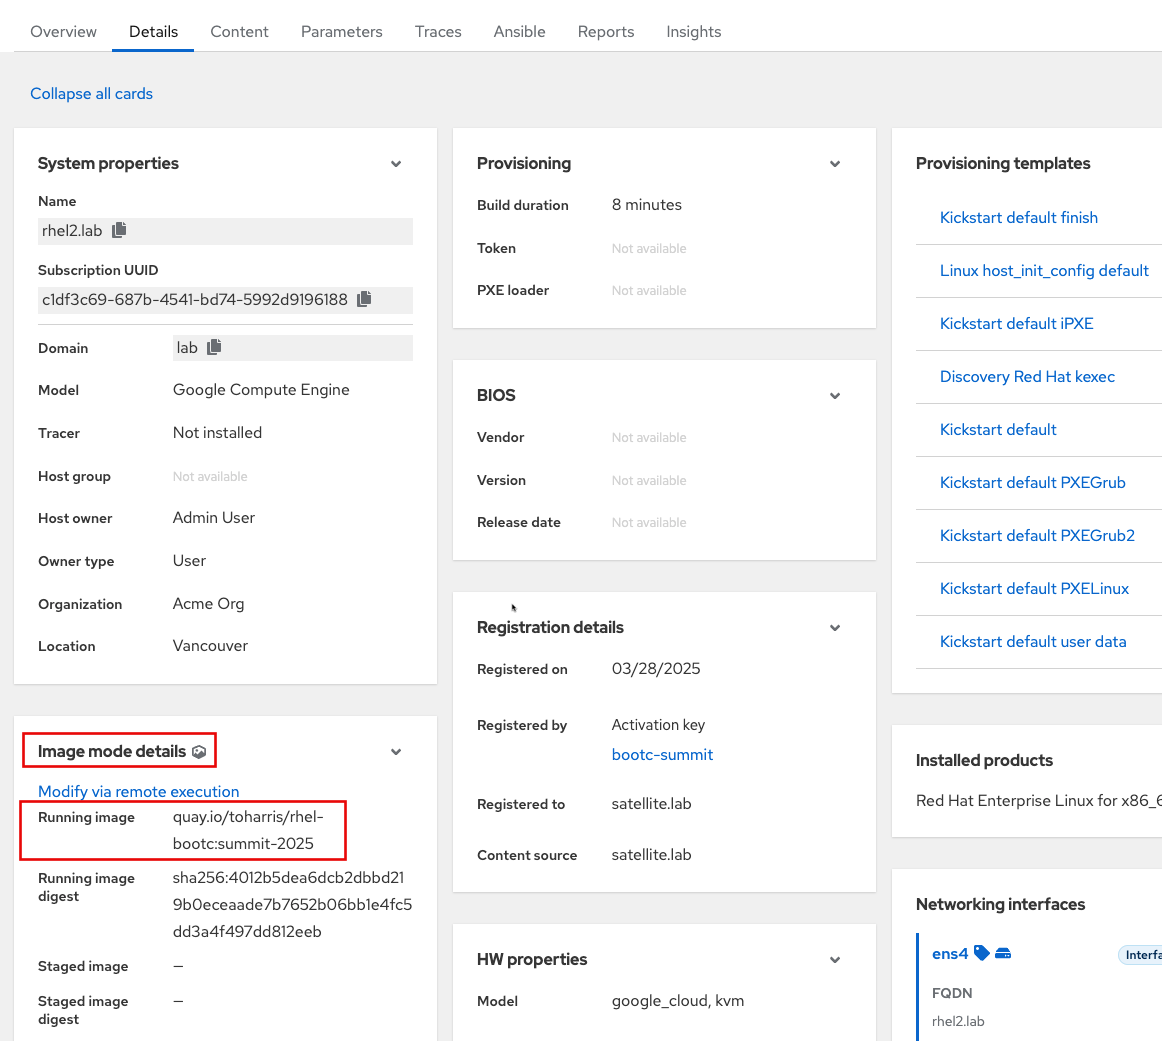 Overview Details Content Parameters Traces Ansible Reports Insights
Collapse all cards
System properties
Name
rhel2.lab
Subscription UUID
c1df3c69-687b-4541-bd74-5992d9196188
Domain lab
Model Google Compute Engine
Tracer Not installed
Host group Not available
Host owner Admin User
Owner type User
Organization Acme Org
Location Vancouver
Image mode details
Modify via remote execution
Running image quay.io/toharris/rhel-
bootc:summit-2025
Running image
digest
sha256:4012b5dea6dcb2dbbd21
9b0eceaade7b7652b06bb1e4fc5
dd3a4f497dd812eeb
Staged image –
Staged image
digest
–
Provisioning
Build duration 8 minutes
Token Not available
PXE loader Not available
BIOS
Vendor Not available
Version Not available
Release date Not available
Registration details
Registered on 03/28/2025
Registered by Activation key
bootc-summit
Registered to satellite.lab
Content source satellite.lab
HW properties
Model google_cloud, kvm
Provisioning templates
Kickstart default finish
Linux host_init_config default
Kickstart default iPXE
Discovery Red Hat kexec
Kickstart default
Kickstart default PXEGrub
Kickstart default PXEGrub2
Kickstart default PXELinux
Kickstart default user data
Installed products
Red Hat Enterprise Linux for x86_6
Networking interfaces
ens4 Interfa
FQDN
rhel2.lab